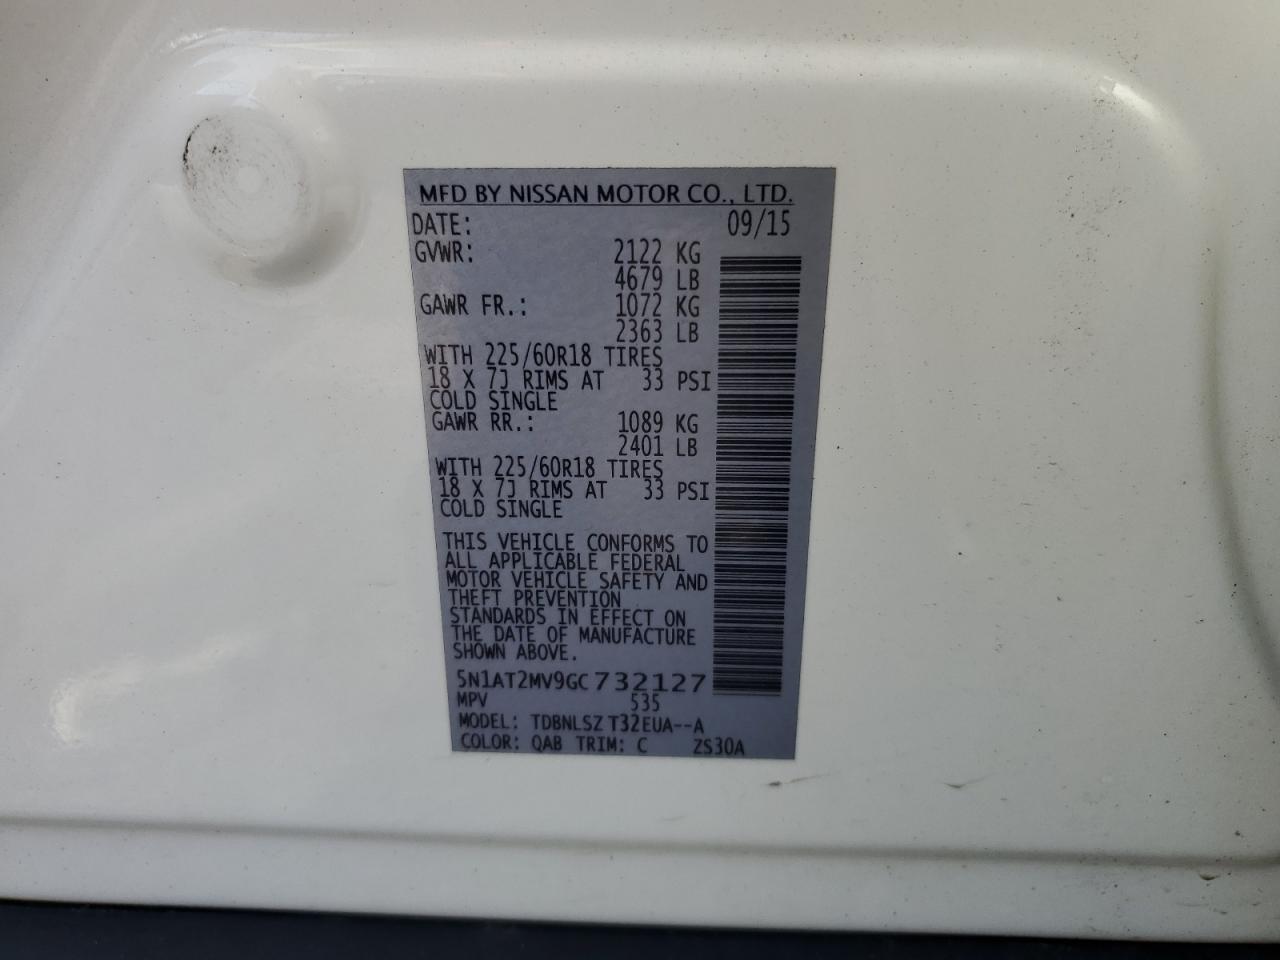 MFD BY NISSAN MOTOR CO., LTD.
DATE: 09/15
GVWR: 2122 KG
4679 LB
GAWR FR.: 1072 KG
2363 LB
WITH 225/60R18 TIRES
18 X 7J RIMS AT 33 PSI
COLD SINGLE
GAWR RR.: 1089 KG
2401 LB
WITH 225/60R18 TIRES
18 X 7J RIMS AT 33 PSI
COLD SINGLE
THIS VEHICLE CONFORMS TO
ALL APPLICABLE FEDERAL
MOTOR VEHICLE SAFETY AND
THEFT PREVENTION
STANDARDS IN EFFECT ON
THE DATE OF MANUFACTURE
SHOWN ABOVE.
5N1AT2MV9GC732127
MPV 535
MODEL: TDBNLSZ T32EUA--A
COLOR: QAB TRIM: C ZS30A